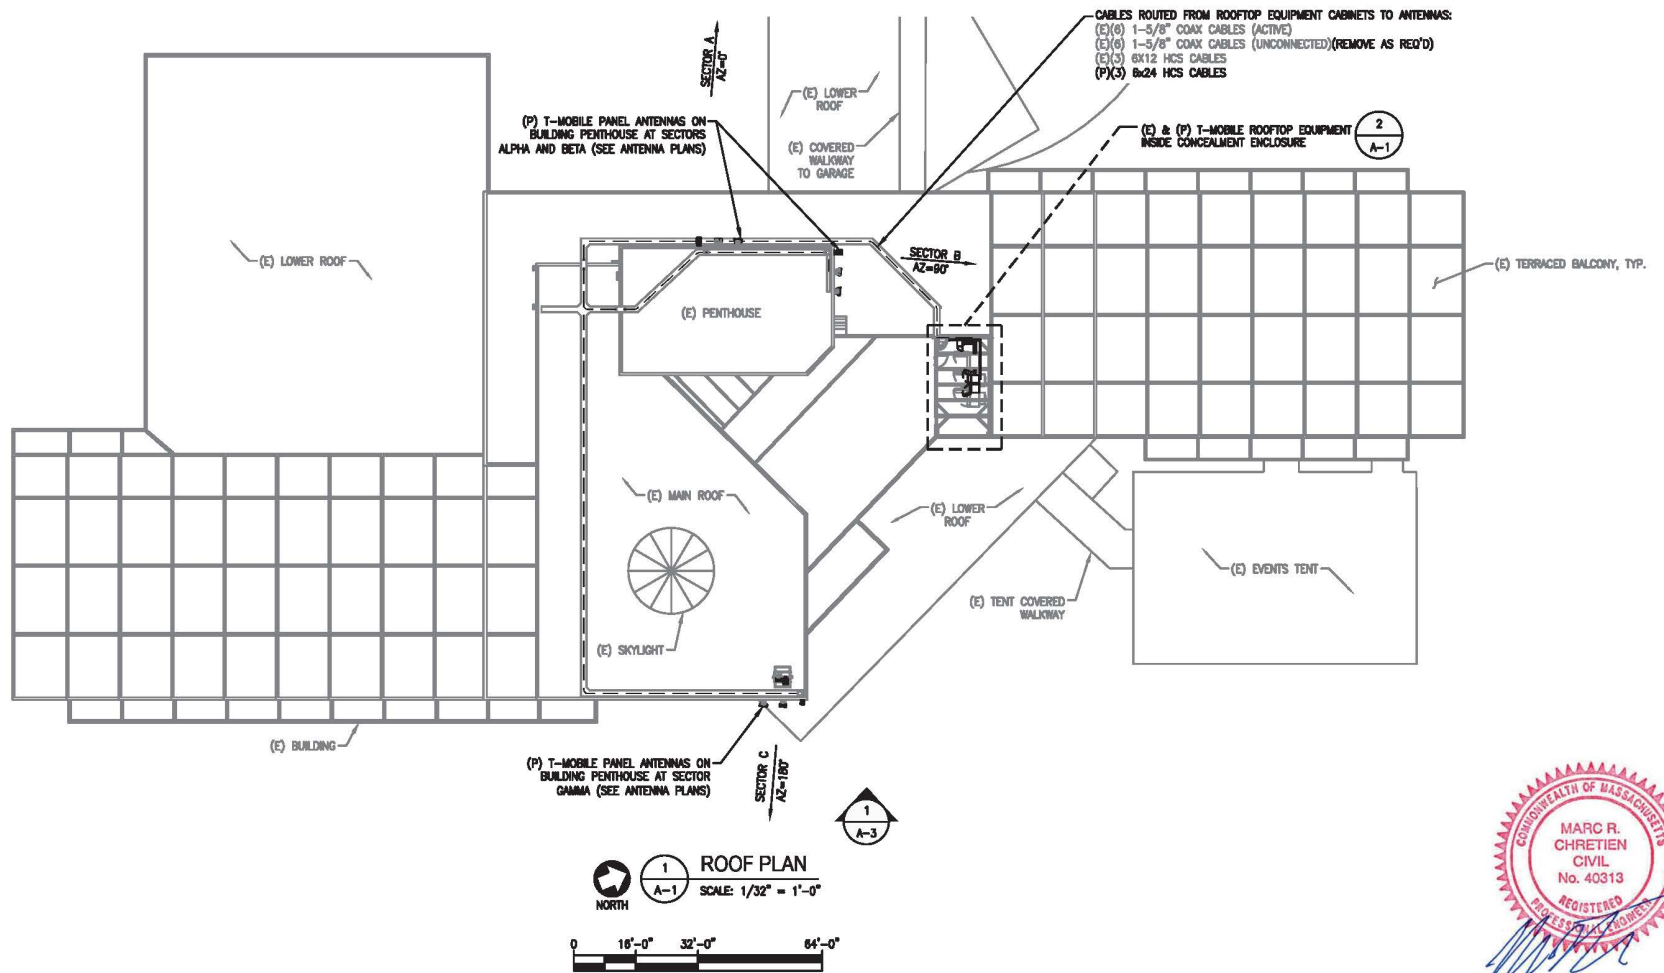 CABLES ROUTED FROM ROOFTOP EQUIPMENT CABINETS TO ANTENNAS:
(E)(6) 1-5/8" COAX CABLES (ACTIVE)
(E)(6) 1-5/8" COAX CABLES (UNCONNECTED)(REMOVE AS REQ'D)
(E)(3) 6X12 HCS CABLES
(P)(3) 6x24 HCS CABLES
SECTOR A
AZ=0°
(E) LOWER
ROOF
(P) T-MOBILE PANEL ANTENNAS ON
BUILDING PENTHOUSE AT SECTORS
ALPHA AND BETA (SEE ANTENNA PLANS)
(E) COVERED
WALKWAY
TO GARAGE
(E) & (P) T-MOBILE ROOFTOP EQUIPMENT
INSIDE CONCEALMENT ENCLOSURE
2
A-1
(E) LOWER ROOF
SECTOR B
AZ=90°
(E) TERRACED BALCONY, TYP.
(E) PENTHOUSE
(E) MAIN ROOF
(E) LOWER
ROOF
(E) EVENTS TENT
(E) TENT COVERED
WALKWAY
(E) SKYLIGHT
(E) BUILDING
(P) T-MOBILE PANEL ANTENNAS ON
BUILDING PENTHOUSE AT SECTOR
GAMMA (SEE ANTENNA PLANS)
SECTOR C
AZ=180°
1
A-3
NORTH
1
A-1
ROOF PLAN
SCALE: 1/32" = 1'-0"
0 16'-0" 32'-0" 64'-0"
COMMONWEALTH OF MASSACHUSETTS
MARC R.
CHRETIEN
CIVIL
No. 40313
REGISTERED
PROFESSIONAL ENGINEER